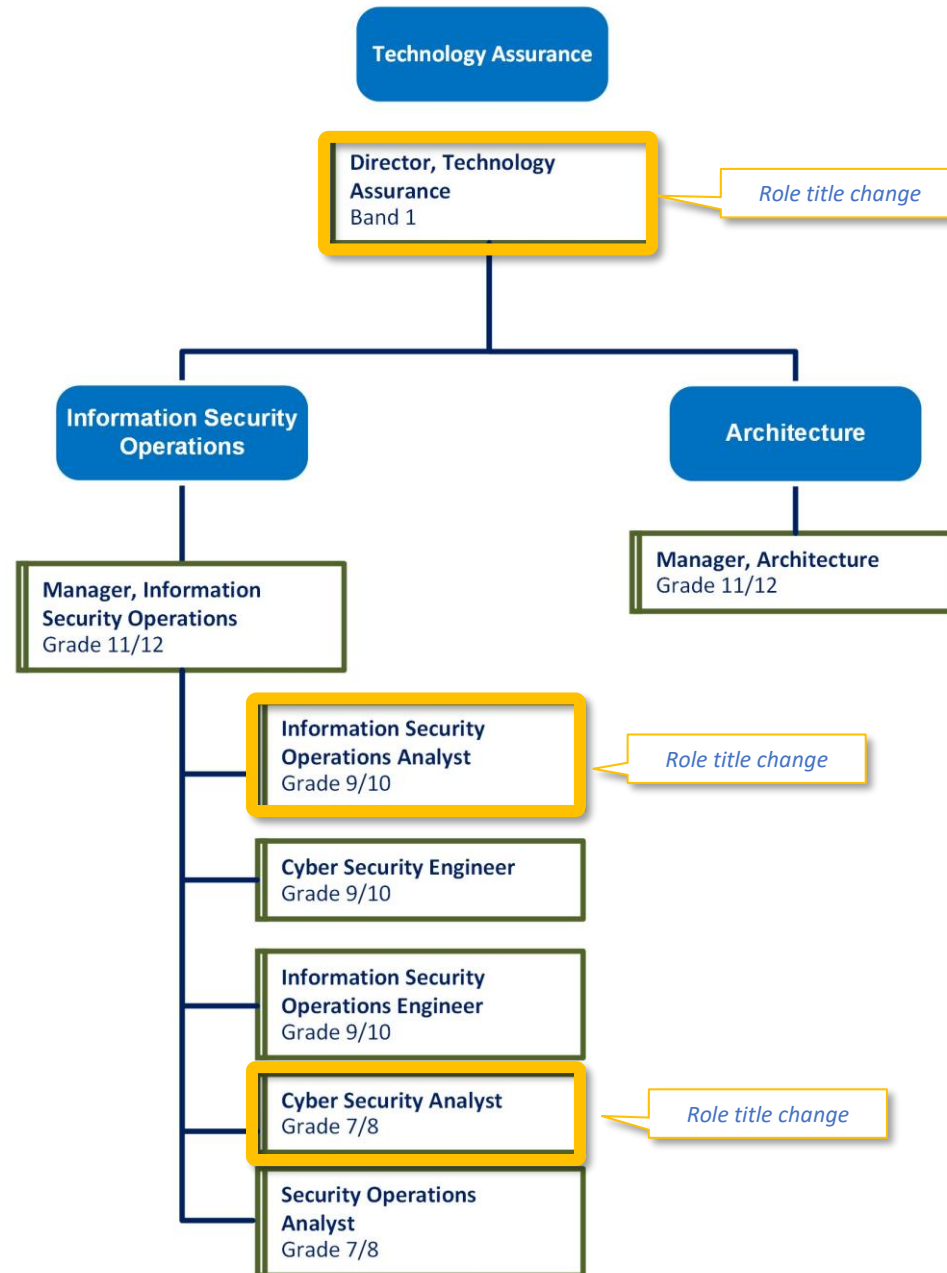 Technology Assurance
Director, Technology
Assurance
Band 1
Role title change
Information Security
Operations
Architecture
Manager, Information
Security Operations
Grade 11/12
Manager, Architecture
Grade 11/12
Information Security
Operations Analyst
Grade 9/10
Role title change
Cyber Security Engineer
Grade 9/10
Information Security
Operations Engineer
Grade 9/10
Cyber Security Analyst
Grade 7/8
Role title change
Security Operations
Analyst
Grade 7/8